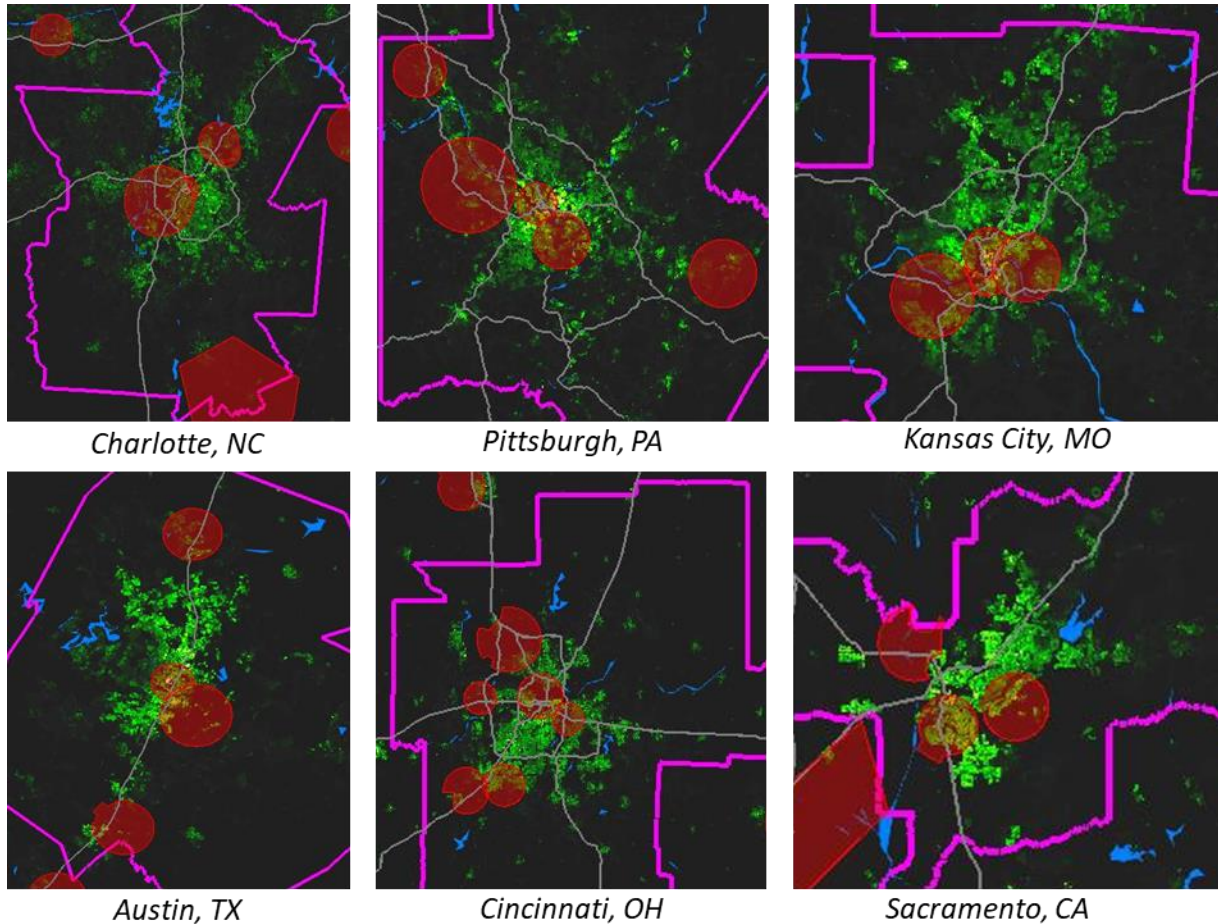 Charlotte, NC
Pittsburgh, PA
Kansas City, MO
Austin, TX
Cincinnati, OH
Sacramento, CA